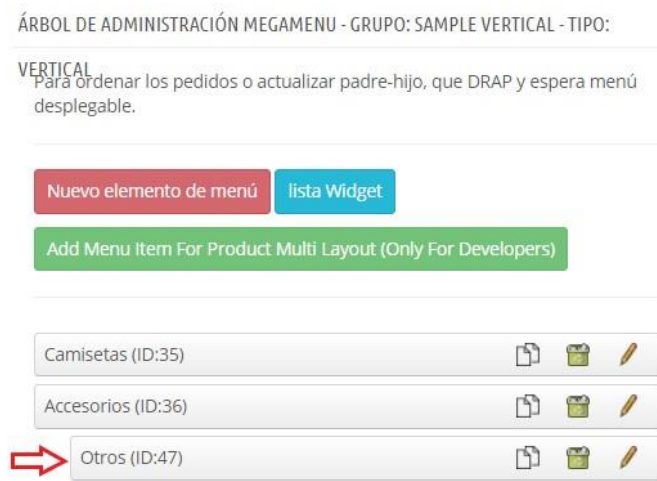 ÁRBOL DE ADMINISTRACIÓN MEGAMENU - GRUPO: SAMPLE VERTICAL - TIPO:
VERTICAL
Para ordenar los pedidos o actualizar padre-hijo, que DRAP y espera menú
desplegable.
Nuevo elemento de menú
lista Widget
Add Menu Item For Product Multi Layout (Only For Developers)
Camisetas (ID:35)
Accesorios (ID:36)
Otros (ID:47)